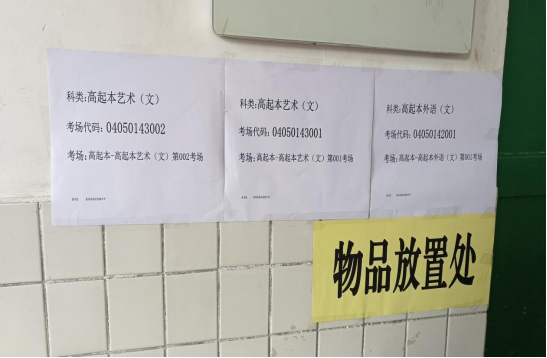 科类:高起本艺术（文）
考场代码: 04050143002
考场: 高起本-高起本艺术（文）第002考场
科类:高起本艺术（文）
考场代码: 04050143001
考场: 高起本-高起本艺术（文）第001考场
科类:高起本外语（文）
考场代码: 04050142001
考场: 高起本-高起本外语（文）第001考场
物品放置处